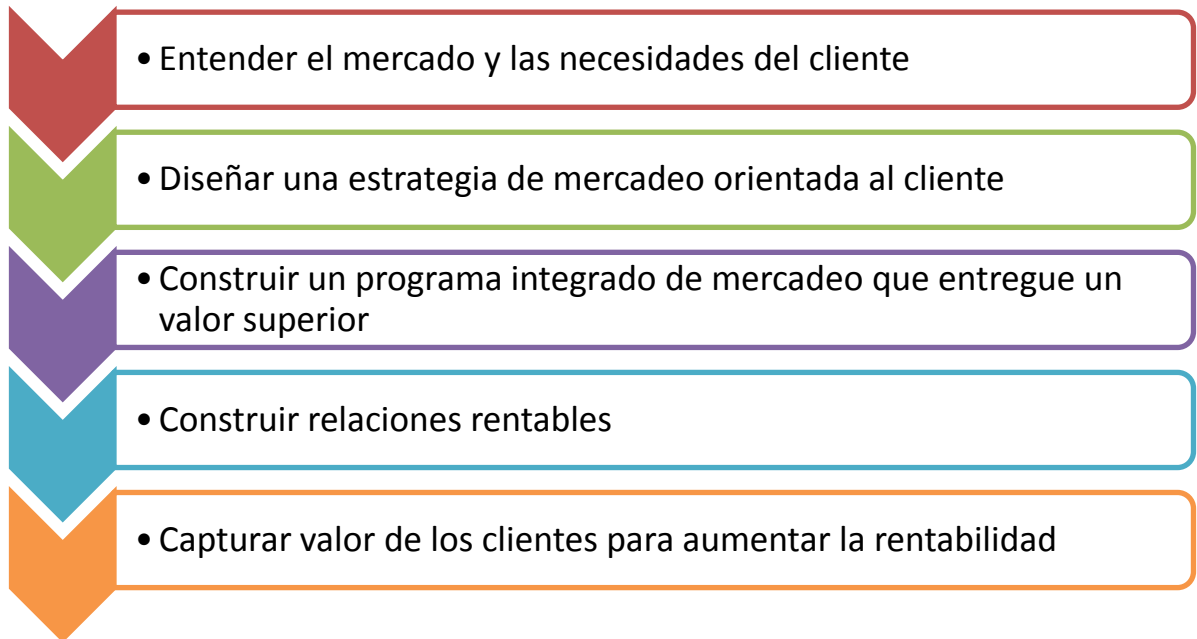 • Entender el mercado y las necesidades del cliente
• Diseñar una estrategia de mercadeo orientada al cliente
• Construir un programa integrado de mercadeo que entregue un
valor superior
• Construir relaciones rentables
• Capturar valor de los clientes para aumentar la rentabilidad